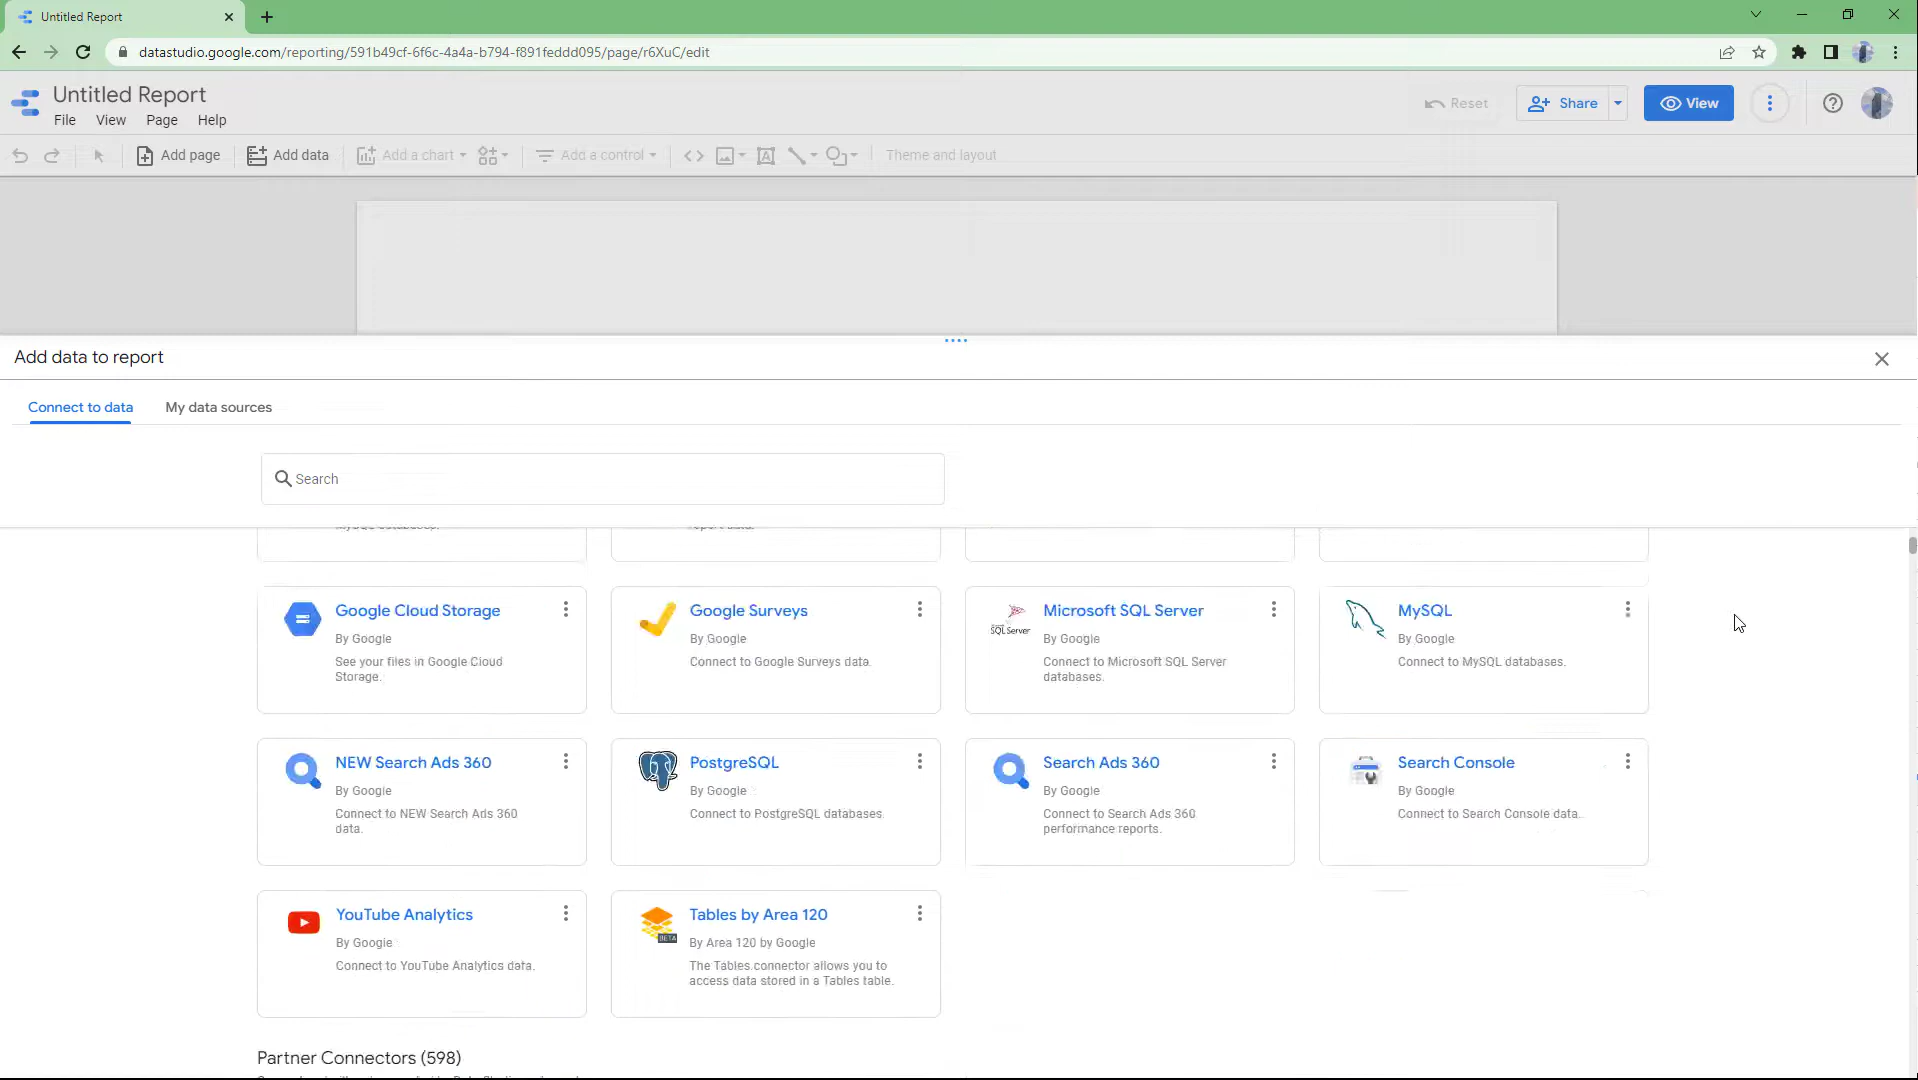 Untitled Report
datastudio.google.com/reporting/591b49cf-6f6c-4a4a-b794-f891feddd095/page/r6XuC/edit
Untitled Report
File View Page Help
Reset Share View
Add page Add data Add a chart Add a control Theme and layout
Add data to report
Connect to data My data sources
Search
MySQL databases. report data.
Google Cloud Storage
By Google
See your files in Google Cloud
Storage.
Google Surveys
By Google
Connect to Google Surveys data.
Microsoft SQL Server
SQL Server
By Google
Connect to Microsoft SQL Server
databases.
MySQL
By Google
Connect to MySQL databases.
NEW Search Ads 360
By Google
Connect to NEW Search Ads 360
data.
PostgreSQL
By Google
Connect to PostgreSQL databases.
Search Ads 360
By Google
Connect to Search Ads 360
performance reports.
Search Console
By Google
Connect to Search Console data.
YouTube Analytics
By Google
Connect to YouTube Analytics data.
Tables by Area 120
BETA
By Area 120 by Google
The Tables connector allows you to
access data stored in a Tables table.
Partner Connectors (598)